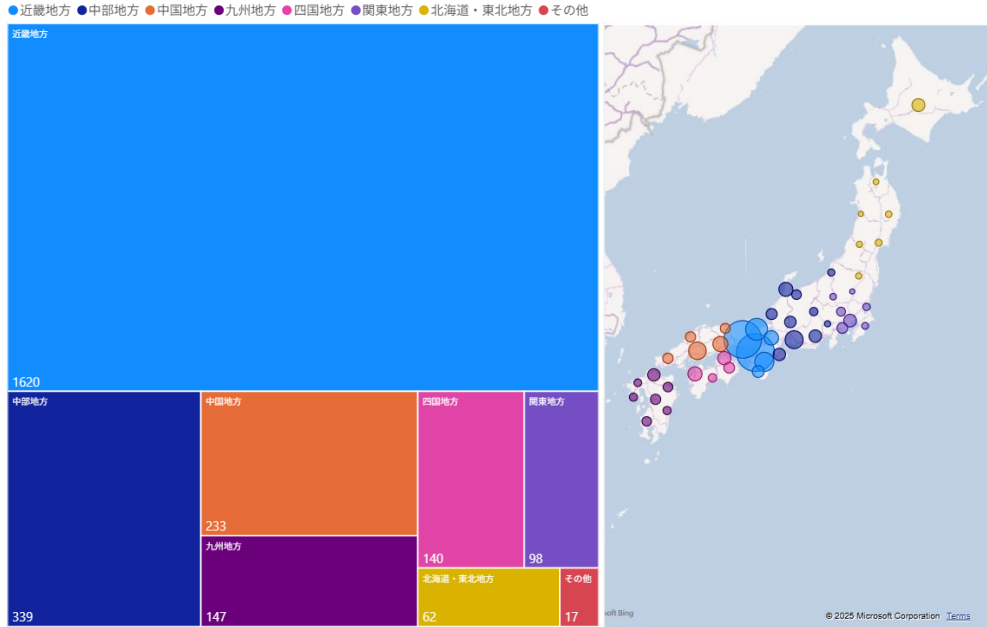 近畿地方 中部地方 中国地方 九州地方 四国地方 関東地方 北海道・東北地方 その他
近畿地方
1620
中部地方
339
中国地方
233
九州地方
147
四国地方
140
関東地方
98
北海道・東北地方
62
その他
17
soft Bing
© 2025 Microsoft Corporation Terms